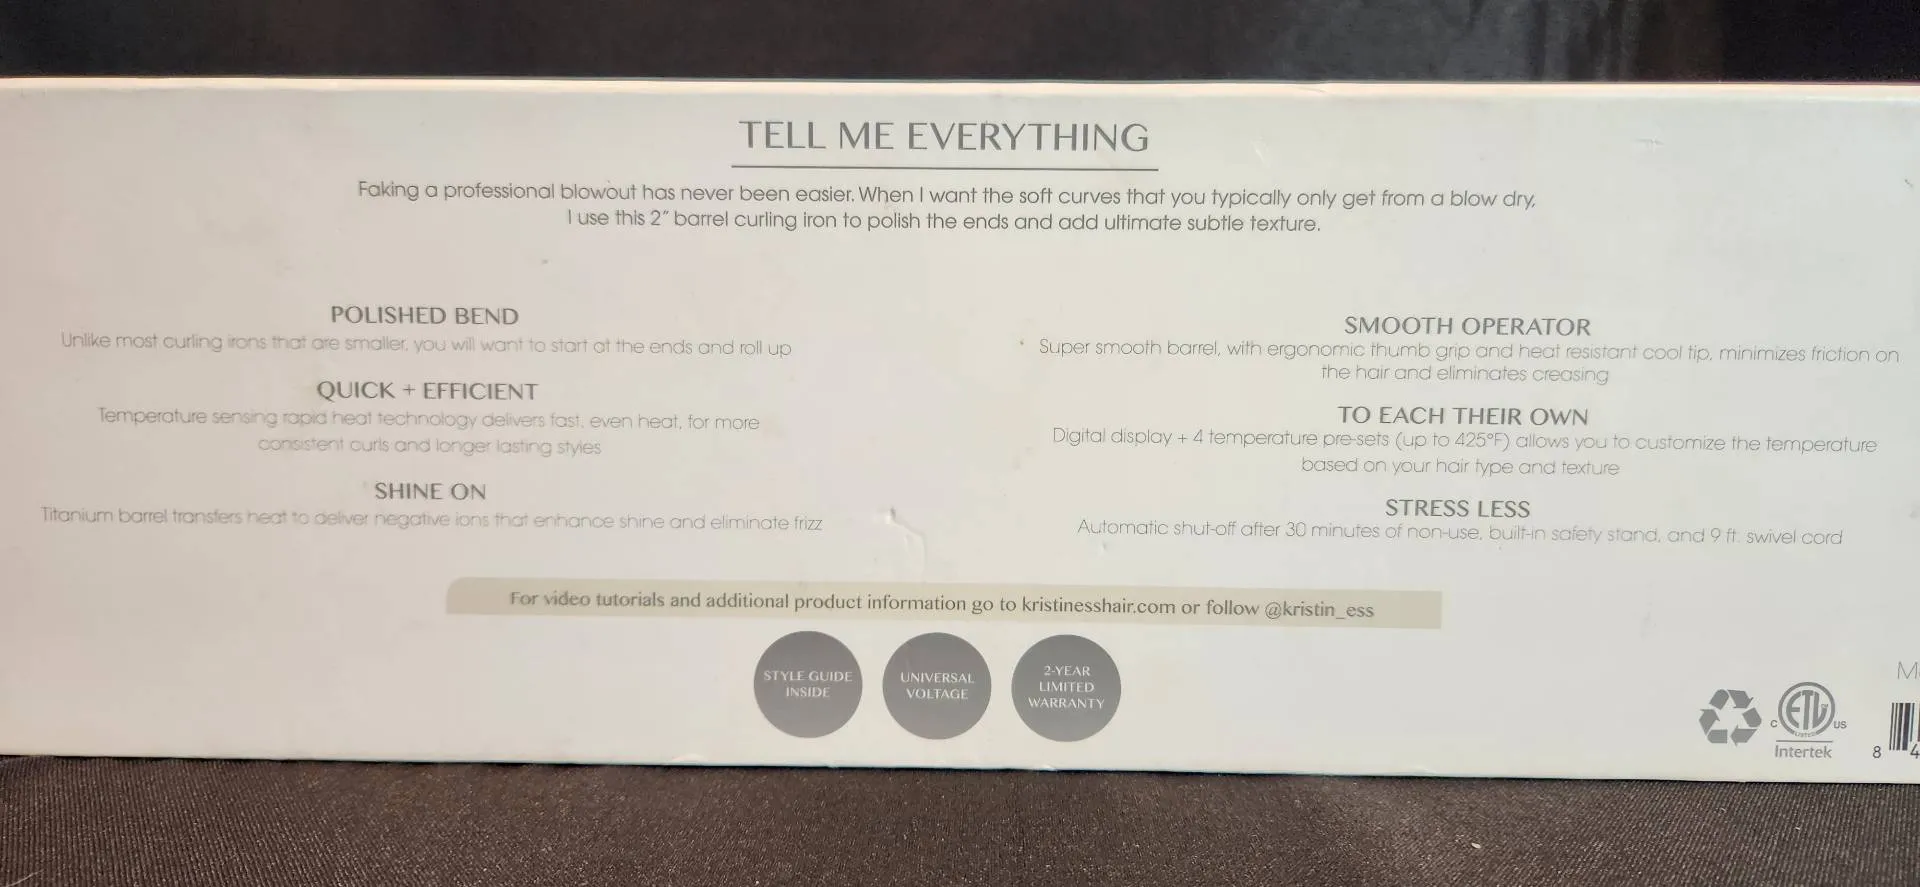 TELL ME EVERYTHING
Faking a professional blowout has never been easier. When I want the soft curves that you typically only get from a blow dry,
I use this 2" barrel curling iron to polish the ends and add ultimate subtle texture.
POLISHED BEND
Unlike most curling irons that are smaller, you will want to start at the ends and roll up
QUICK + EFFICIENT
Temperature sensing rapid heat technology delivers fast, even heat, for more
consistent curls and longer lasting styles
SHINE ON
Titanium barrel transfers heat to deliver negative ions that enhance shine and eliminate frizz
SMOOTH OPERATOR
Super smooth barrel, with ergonomic thumb grip and heat resistant cool tip, minimizes friction on
the hair and eliminates creasing
TO EACH THEIR OWN
Digital display + 4 temperature pre-sets (up to 425°F) allows you to customize the temperature
based on your hair type and texture
STRESS LESS
Automatic shut-off after 30 minutes of non-use, built-in safety stand, and 9 ft. swivel cord
For video tutorials and additional product information go to kristinesshair.com or follow @kristin_ess
STYLE GUIDE
INSIDE
UNIVERSAL
VOLTAGE
2-YEAR
LIMITED
WARRANTY
C ETL US
LISTED
Intertek
8 4